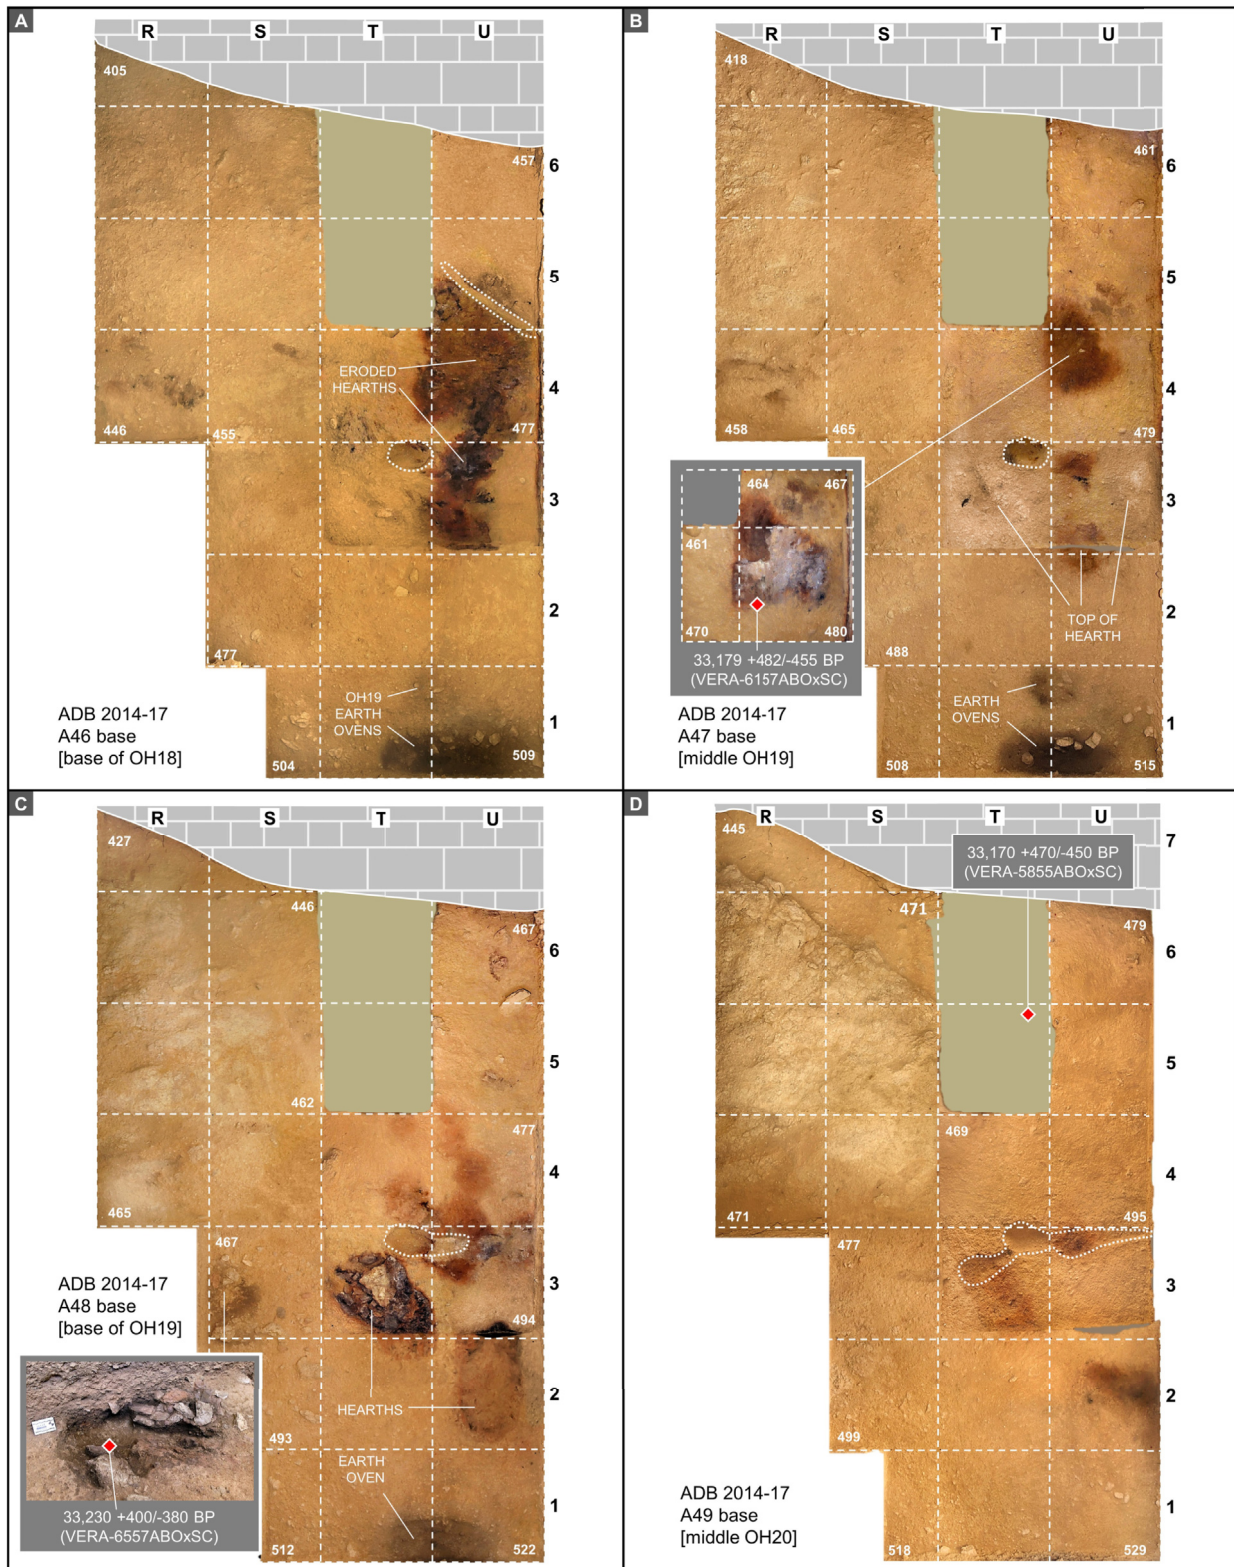 A
R S T U
405
457
6
5
ERODED
HEARTHS
4
446
455
477
3
2
477
OH19
EARTH
OVENS
1
504
509
ADB 2014-17
A46 base
[base of OH18]
B
R S T U
418
461
6
5
4
458
465
479
464
467
461
470
480
33,179 +482/-455 BP
(VERA-6157ABOxSC)
3
TOP OF
HEARTH
2
488
EARTH
OVENS
1
508
515
ADB 2014-17
A47 base
[middle OH19]
C
R S T U
427
446
467
6
5
462
477
4
465
467
3
494
ADB 2014-17
A48 base
[base of OH19]
HEARTHS
2
493
EARTH
OVEN
1
512
522
33,230 +400/-380 BP
(VERA-6557ABOxSC)
D
R S T U
445
7
33,170 +470/-450 BP
(VERA-5855ABOxSC)
471
479
6
5
469
4
471
477
495
3
2
499
1
518
529
ADB 2014-17
A49 base
[middle OH20]